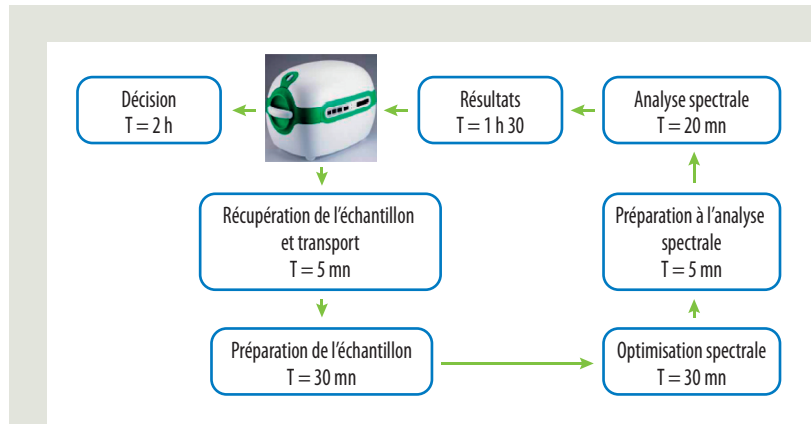 Décision
T = 2 h
Résultats
T = 1 h 30
Analyse spectrale
T = 20 mn
Récupération de l'échantillon
et transport
T = 5 mn
Préparation à l'analyse
spectrale
T = 5 mn
Préparation de l'échantillon
T = 30 mn
Optimisation spectrale
T = 30 mn